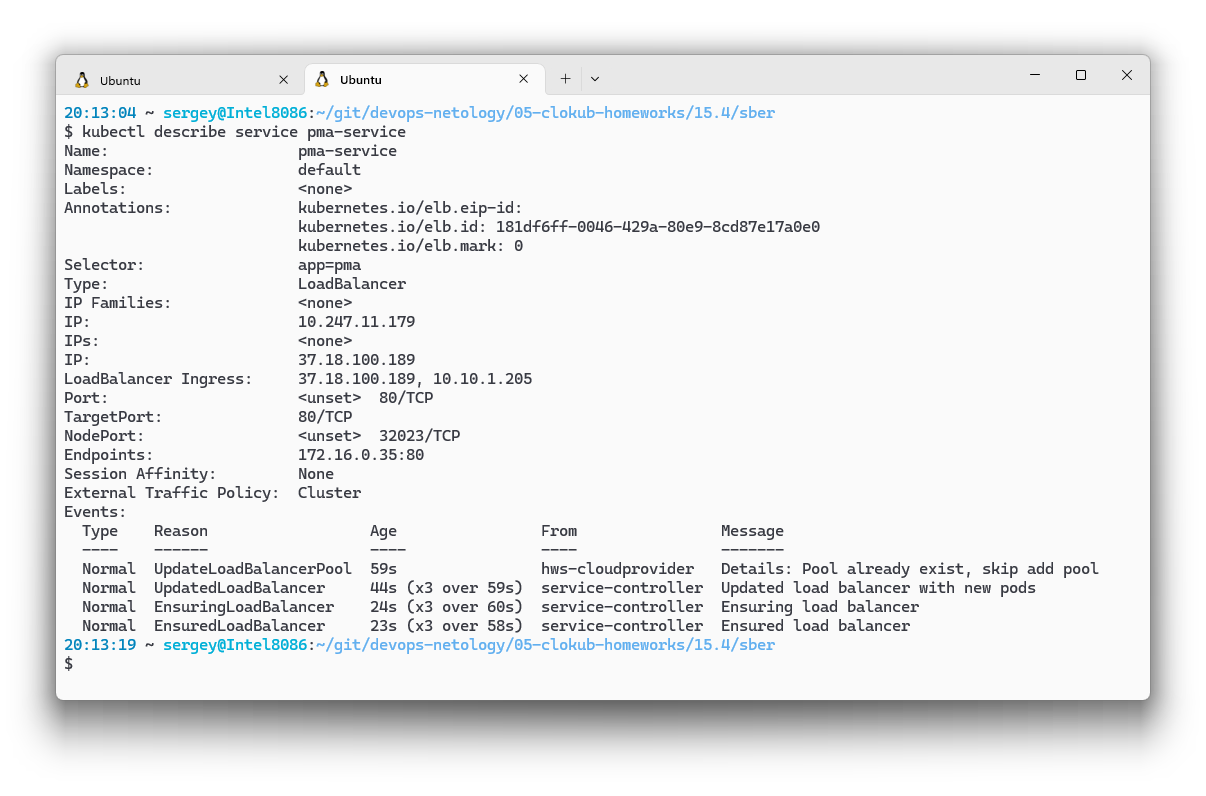 Ubuntu
Ubuntu
20:13:04 ~ sergey@Intel8086:~/git/devops-netology/05-clokub-homeworks/15.4/sber
$ kubectl describe service pma-service
Name:                     pma-service
Namespace:                default
Labels:                   <none>
Annotations:              kubernetes.io/elb.eip-id:
                          kubernetes.io/elb.id: 181df6ff-0046-429a-80e9-8cd87e17a0e0
                          kubernetes.io/elb.mark: 0
Selector:                 app=pma
Type:                     LoadBalancer
IP Families:              <none>
IP:                       10.247.11.179
IPs:                      <none>
IP:                       37.18.100.189
LoadBalancer Ingress:     37.18.100.189, 10.10.1.205
Port:                     <unset>  80/TCP
TargetPort:               80/TCP
NodePort:                 <unset>  32023/TCP
Endpoints:                172.16.0.35:80
Session Affinity:         None
External Traffic Policy:  Cluster
Events:
  Type    Reason                  Age                From                Message
  ----    ------                  ----               ----                -------
  Normal  UpdateLoadBalancerPool  59s                hws-cloudprovider   Details: Pool already exist, skip add pool
  Normal  UpdatedLoadBalancer     44s (x3 over 59s)  service-controller  Updated load balancer with new pods
  Normal  EnsuringLoadBalancer    24s (x3 over 60s)  service-controller  Ensuring load balancer
  Normal  EnsuredLoadBalancer     23s (x3 over 58s)  service-controller  Ensured load balancer
20:13:19 ~ sergey@Intel8086:~/git/devops-netology/05-clokub-homeworks/15.4/sber
$